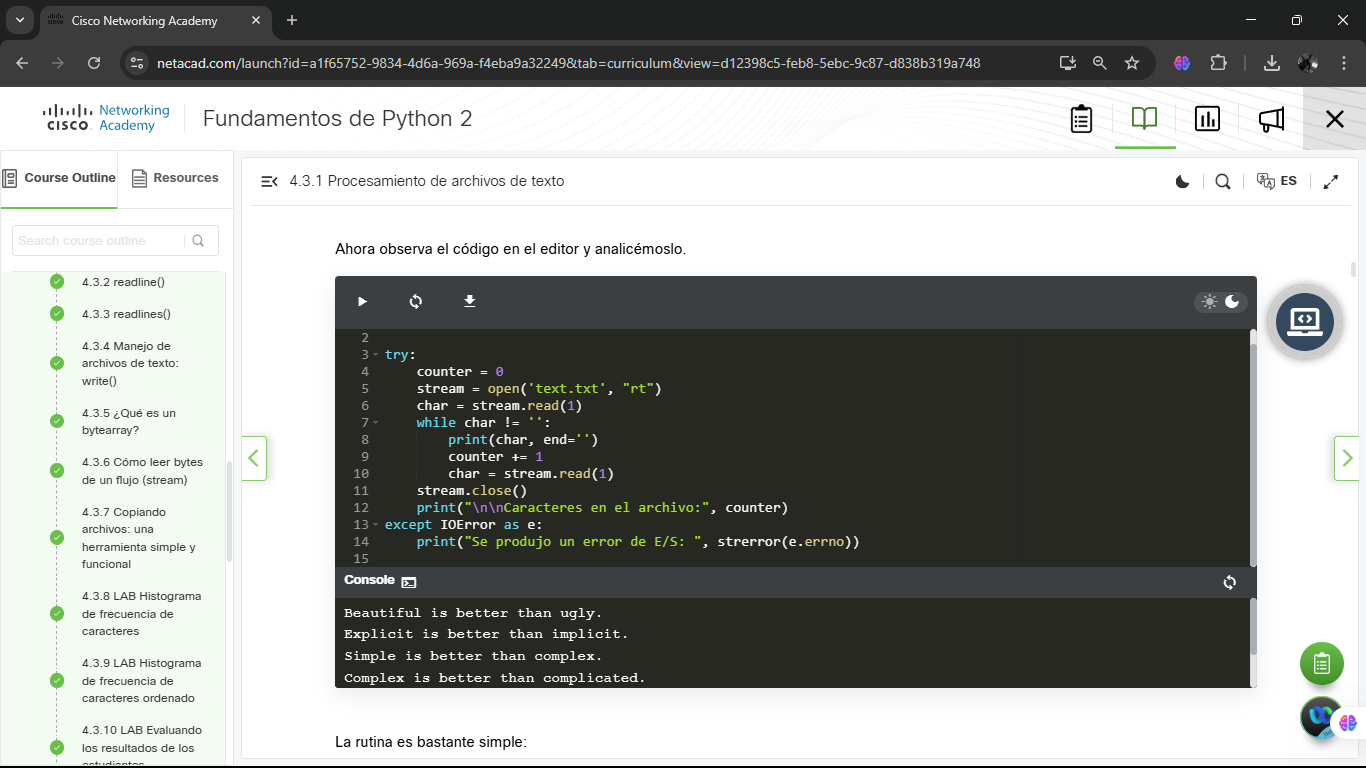 Cisco Networking Academy
netacad.com/launch?id=a1f65752-9834-4d6a-969a-f4eba9a32249&tab=curriculum&view=d12398c5-feb8-5ebc-9c87-d838b319a748
Networking
CISCO Academy
Fundamentos de Python 2
Course Outline
Resources
4.3.1 Procesamiento de archivos de texto
ES
Search course outline
4.3.2 readline()
4.3.3 readlines()
4.3.4 Manejo de
archivos de texto:
write()
4.3.5 ¿Qué es un
bytearray?
4.3.6 Cómo leer bytes
de un flujo (stream)
4.3.7 Copiando
archivos: una
herramienta simple y
funcional
4.3.8 LAB Histograma
de frecuencia de
caracteres
4.3.9 LAB Histograma
de frecuencia de
caracteres ordenado
4.3.10 LAB Evaluando
los resultados de los
estudiantes
Ahora observa el código en el editor y analicémoslo.
2
3 try:
4 counter = 0
5 stream = open('text.txt', "rt")
6 char = stream.read(1)
7 while char != '':
8 print(char, end='')
9 counter += 1
10 char = stream.read(1)
11 stream.close()
12 print("\n\nCaracteres en el archivo:", counter)
13 except IOError as e:
14 print("Se produjo un error de E/S: ", strerror(e.errno))
15
Console
Beautiful is better than ugly.
Explicit is better than implicit.
Simple is better than complex.
Complex is better than complicated.
La rutina es bastante simple: